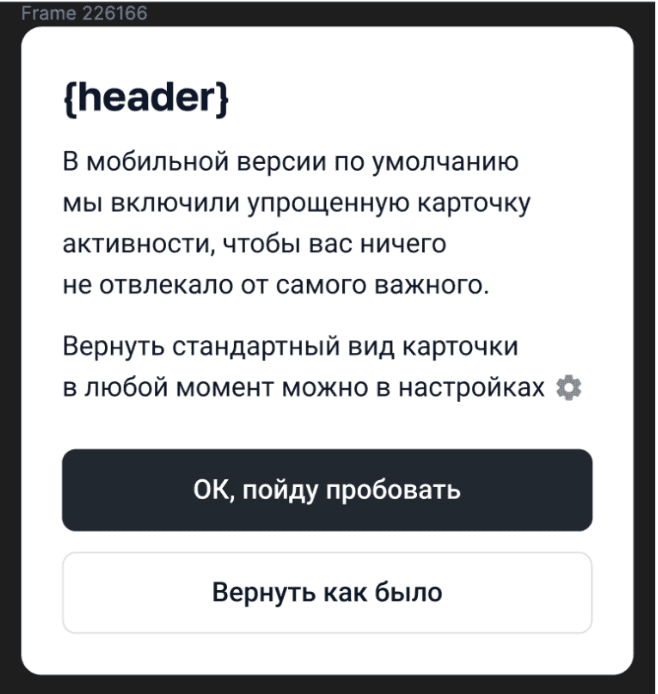 Frame 226166
{header}
В мобильной версии по умолчанию
мы включили упрощенную карточку
активности, чтобы вас ничего
не отвлекало от самого важного.
Вернуть стандартный вид карточки
в любой момент можно в настройках
ОК, пойду пробовать
Вернуть как было